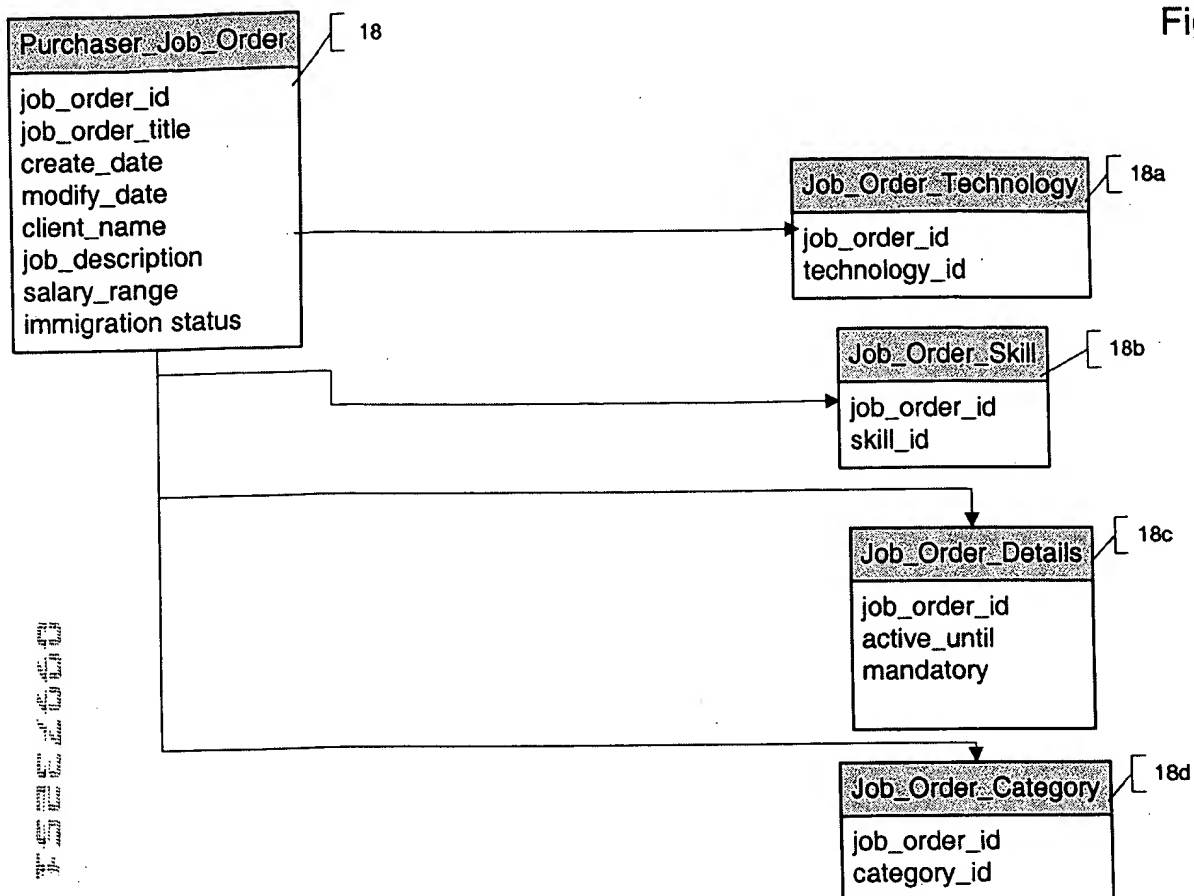 Fig
Purchaser_Job_Order
18
job_order_id
job_order_title
create_date
modify_date
client_name
job_description
salary_range
immigration status
Job_Order_Technology
18a
job_order_id
technology_id
Job_Order_Skill
18b
job_order_id
skill_id
Job_Order_Details
18c
job_order_id
active_until
mandatory
Job_Order_Category
18d
job_order_id
category_id